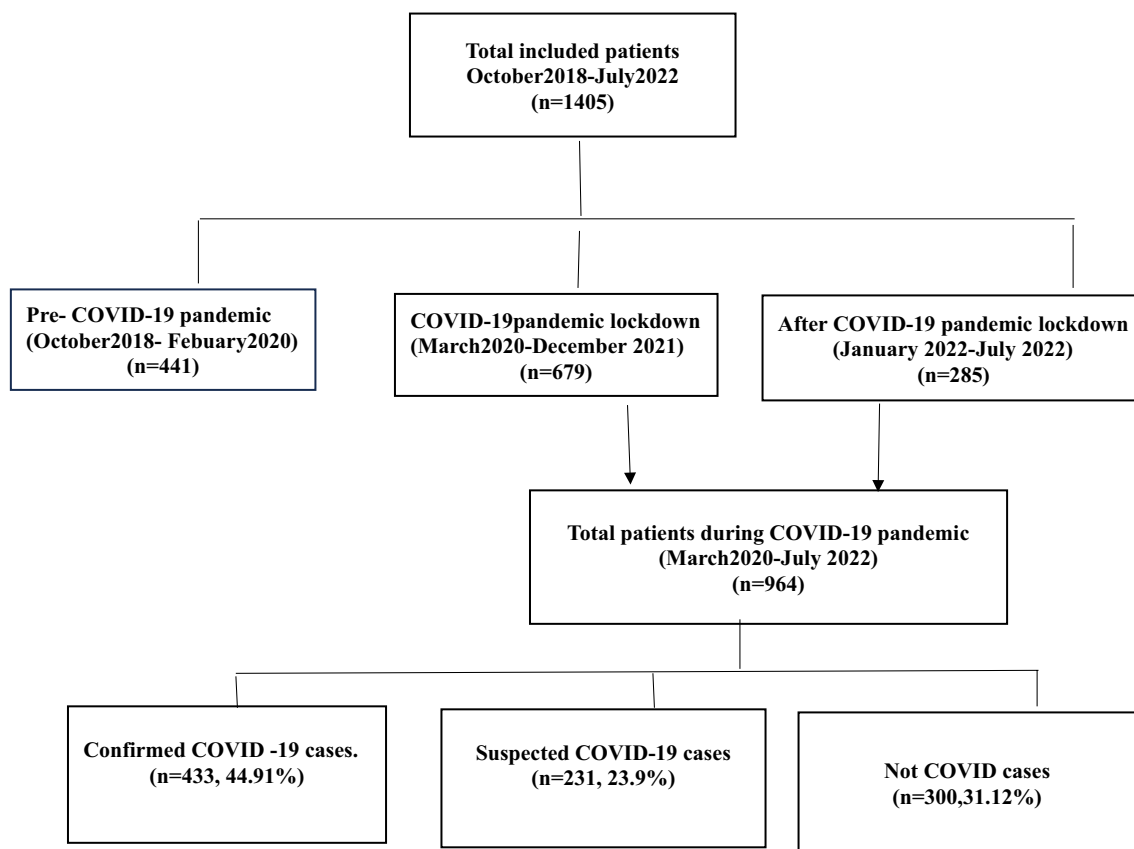 Total included patients
October2018-July2022
(n=1405)
Pre- COVID-19 pandemic
(October2018- Febuary2020)
(n=441)
COVID-19pandemic lockdown
(March2020-December 2021)
(n=679)
After COVID-19 pandemic lockdown
(January 2022-July 2022)
(n=285)
Total patients during COVID-19 pandemic
(March2020-July 2022)
(n=964)
Confirmed COVID -19 cases.
(n=433, 44.91%)
Suspected COVID-19 cases
(n=231, 23.9%)
Not COVID cases
(n=300,31.12%)